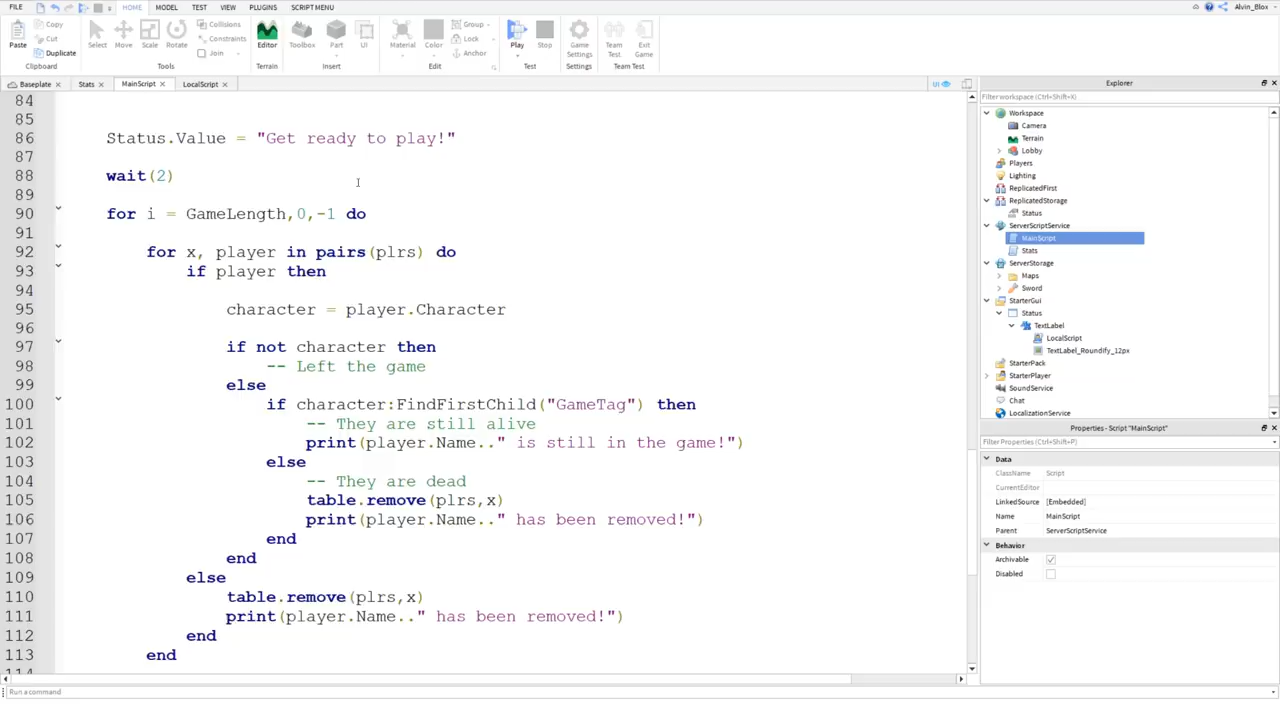 FILE HOME MODEL TEST VIEW PLUGINS SCRIPT MENU Alvin_Blox
Paste Copy Cut Duplicate Select Move Scale Rotate Collisions Constraints Join Editor Toolbox Part UI Material Color Group Lock Anchor Play Stop Game Settings Team Test Exit Game
Clipboard Tools Terrain Insert Edit Test Settings Team Test
Baseplate Stats MainScript LocalScript UI
84
85
86 Status.Value = "Get ready to play!"
87
88 wait(2)
89
90 for i = GameLength,0,-1 do
91
92 for x, player in pairs(plrs) do
93 if player then
94
95 character = player.Character
96
97 if not character then
98 -- Left the game
99 else
100 if character:FindFirstChild("GameTag") then
101 -- They are still alive
102 print(player.Name.." is still in the game!")
103 else
104 -- They are dead
105 table.remove(plrs,x)
106 print(player.Name.." has been removed!")
107 end
108 end
109 else
110 table.remove(plrs,x)
111 print(player.Name.." has been removed!")
112 end
113 end
114
Run a command
Explorer
Filter workspace (Ctrl+Shift+X)
Workspace
Camera
Terrain
Lobby
Players
Lighting
ReplicatedFirst
ReplicatedStorage
Status
ServerScriptService
MainScript
Stats
ServerStorage
Maps
Sword
StarterGui
Status
TextLabel
LocalScript
TextLabel_Roundify_12px
StarterPack
StarterPlayer
SoundService
Chat
LocalizationService
Properties - Script "MainScript"
Filter Properties (Ctrl+Shift+P)
Data
ClassName Script
CurrentEditor
LinkedSource [Embedded]
Name MainScript
Parent ServerScriptService
Behavior
Archivable
Disabled